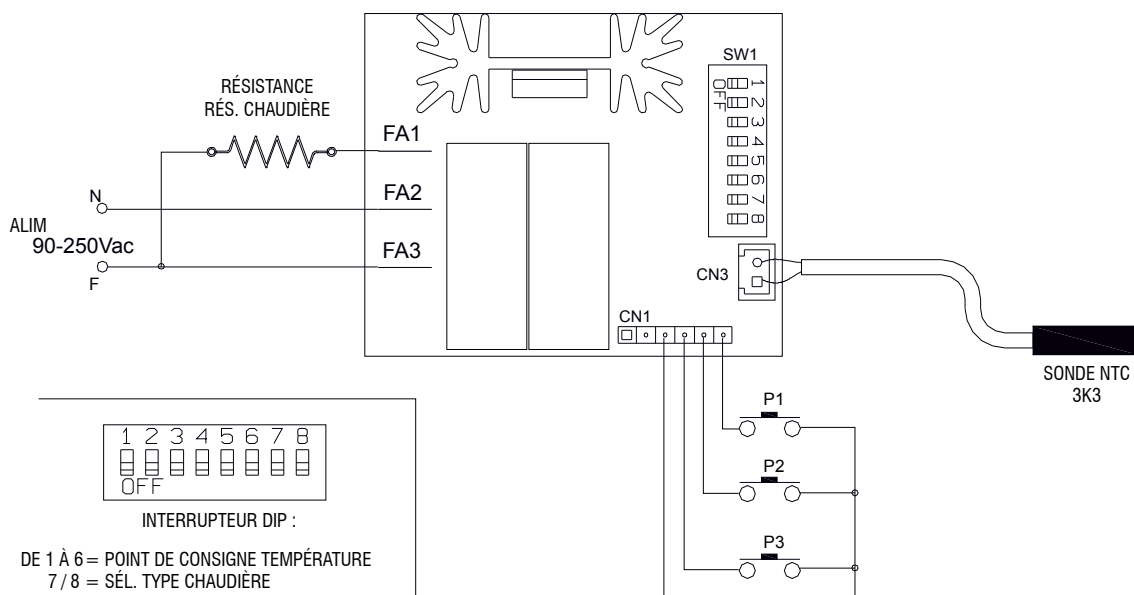 SW1
OFF
1
2
3
4
5
6
7
8
RÉSISTANCE
RÉS. CHAUDIÈRE
FA1
N
FA2
ALIM
90-250Vac
FA3
F
CN3
CN1
SONDE NTC
3K3
P1
P2
P3
1 2 3 4 5 6 7 8
OFF
INTERRUPTEUR DIP :
DE 1 À 6 = POINT DE CONSIGNE TEMPÉRATURE
7 / 8 = SÉL. TYPE CHAUDIÈRE